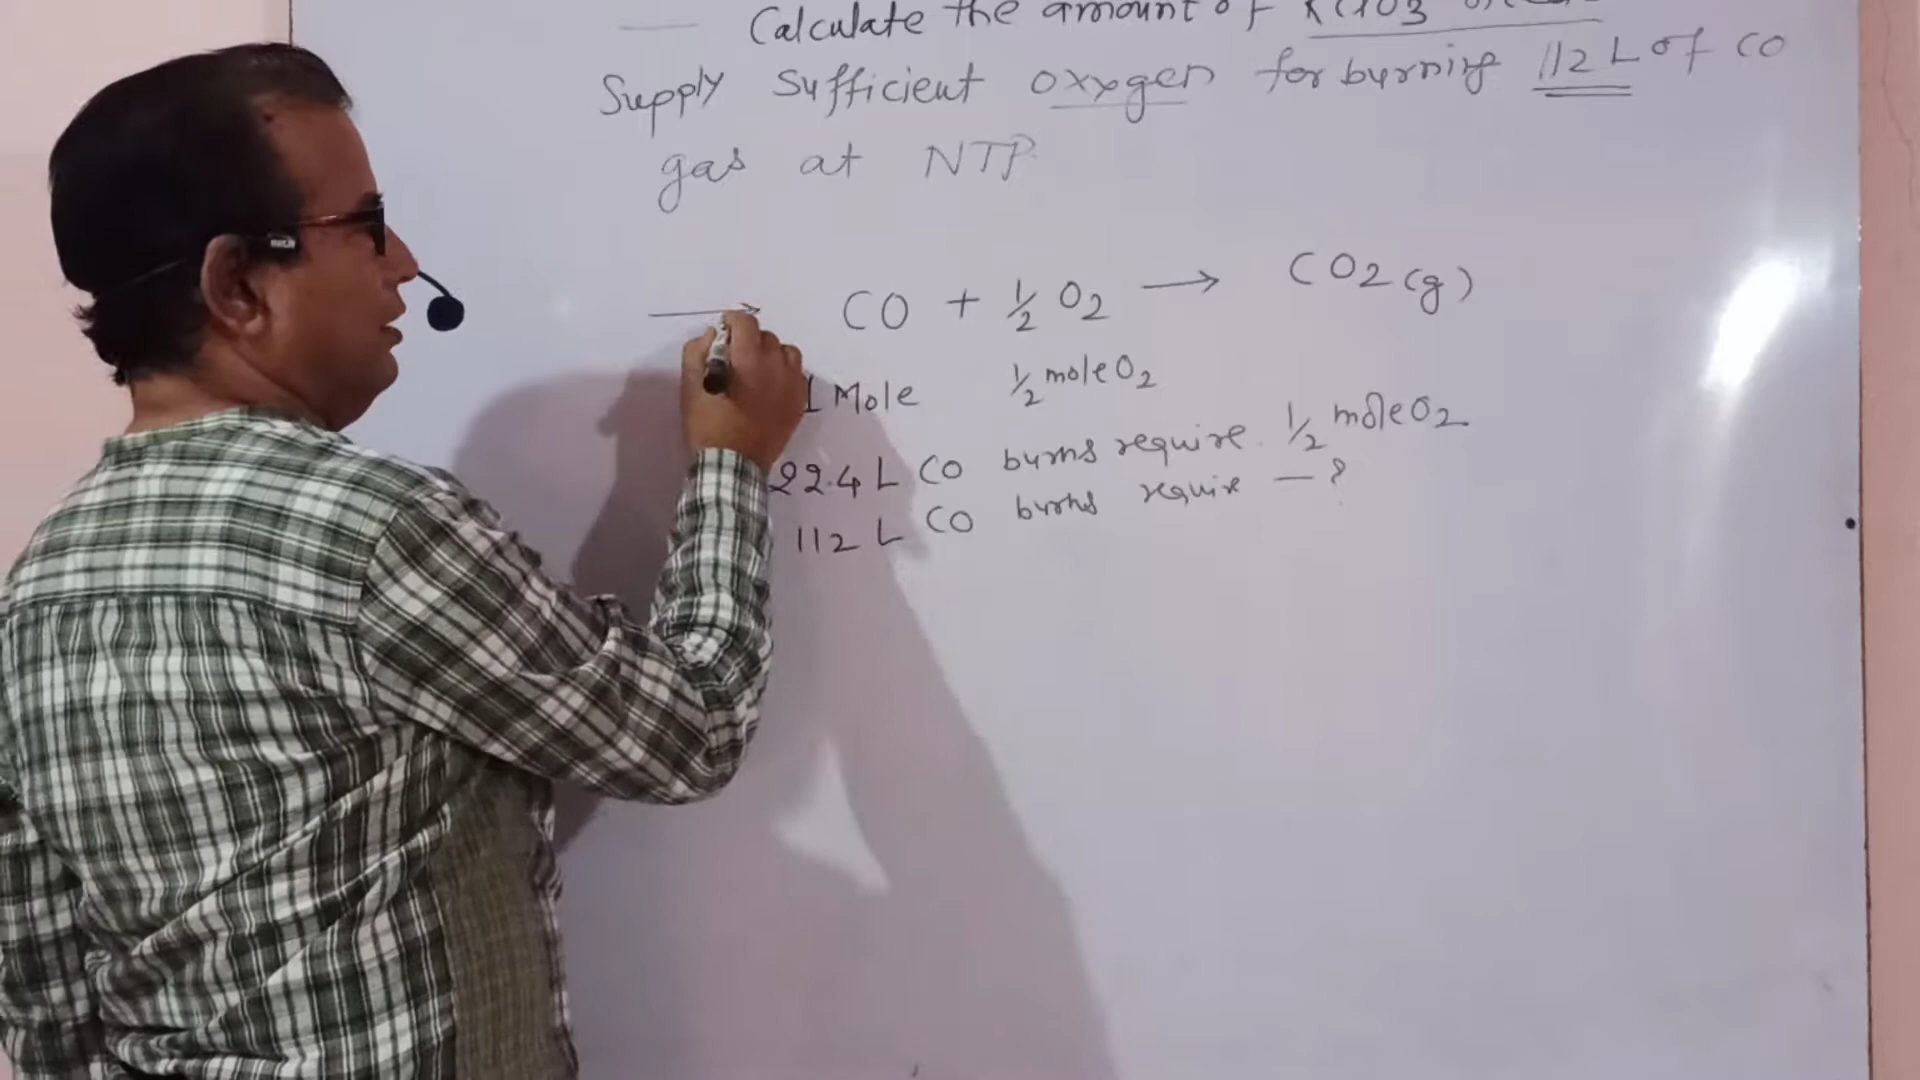 Calculate the amount of KClO3
Supply Sufficient oxygen for burning 112 L of CO
gas at NTP
⟶ CO + ½ O2 ⟶ CO2 (g)
1 Mole ½ mole O2
22.4 L CO burns require ½ mole O2
112 L CO burns require — ?